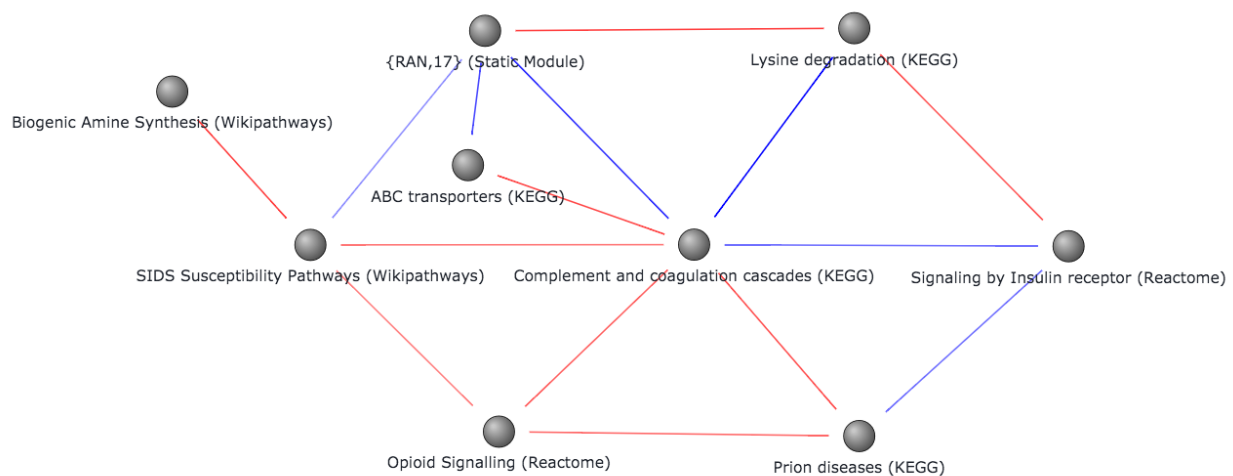 {RAN,17} (Static Module)
Lysine degradation (KEGG)
Biogenic Amine Synthesis (Wikipathways)
ABC transporters (KEGG)
SIDS Susceptibility Pathways (Wikipathways)
Complement and coagulation cascades (KEGG)
Signaling by Insulin receptor (Reactome)
Opioid Signalling (Reactome)
Prion diseases (KEGG)